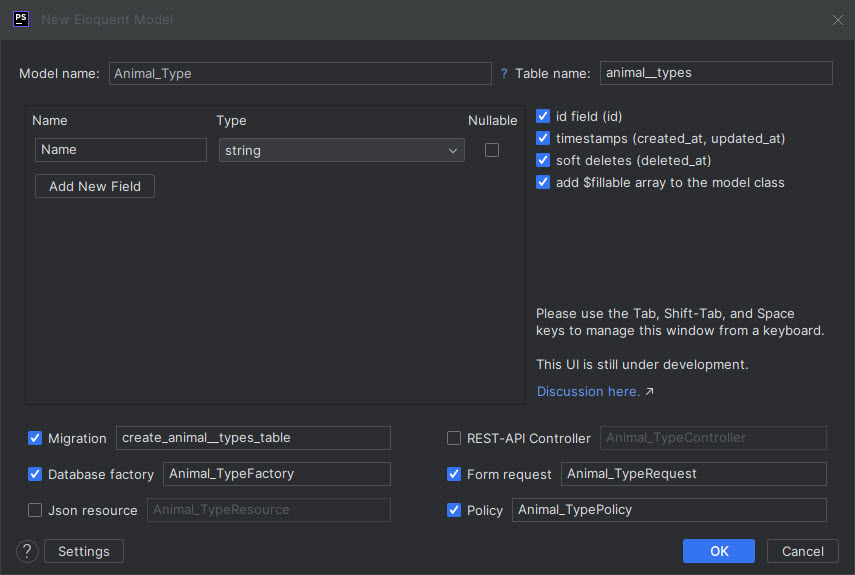 PS New Eloquent Model
Model name: Animal_Type ? Table name: animal__types
Name Type Nullable
Name string
Add New Field
id field (id)
timestamps (created_at, updated_at)
soft deletes (deleted_at)
add $fillable array to the model class
Please use the Tab, Shift-Tab, and Space
keys to manage this window from a keyboard.
This UI is still under development.
Discussion here. ↗
Migration create_animal__types_table
REST-API Controller Animal_TypeController
Database factory Animal_TypeFactory
Form request Animal_TypeRequest
Json resource Animal_TypeResource
Policy Animal_TypePolicy
? Settings OK Cancel